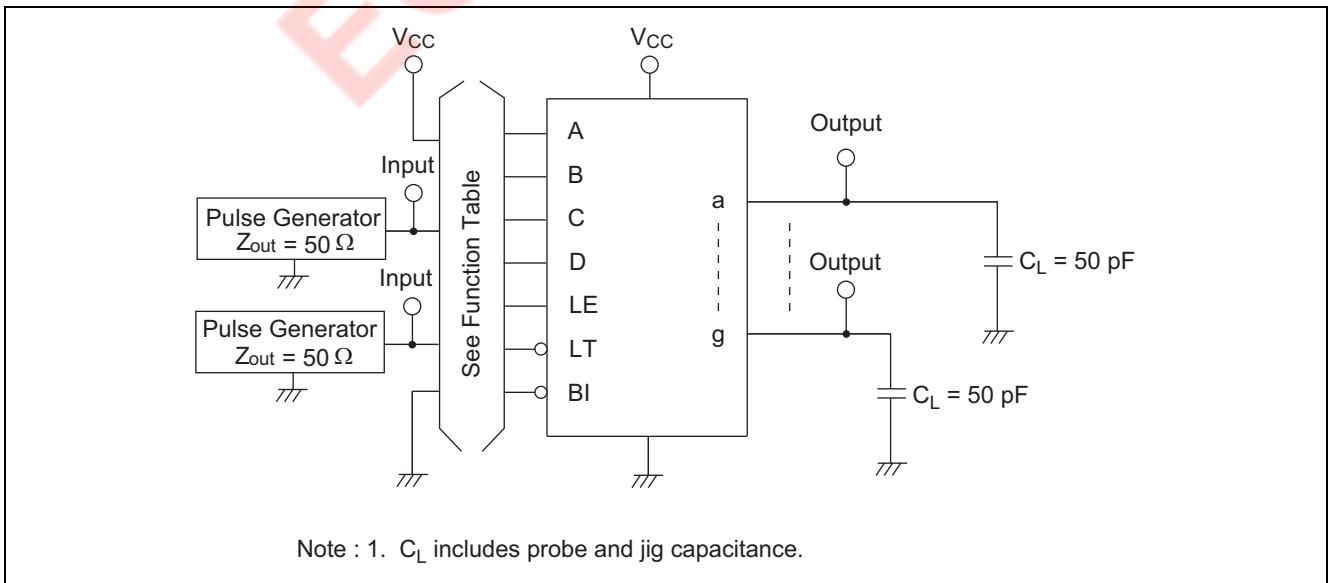 VCC
VCC
Output
Input
Pulse Generator
Zout = 50 Ω
Input
Pulse Generator
Zout = 50 Ω
See Function Table
A
B
C
D
LE
LT
BI
a
g
Output
CL = 50 pF
CL = 50 pF
Note : 1. CL includes probe and jig capacitance.